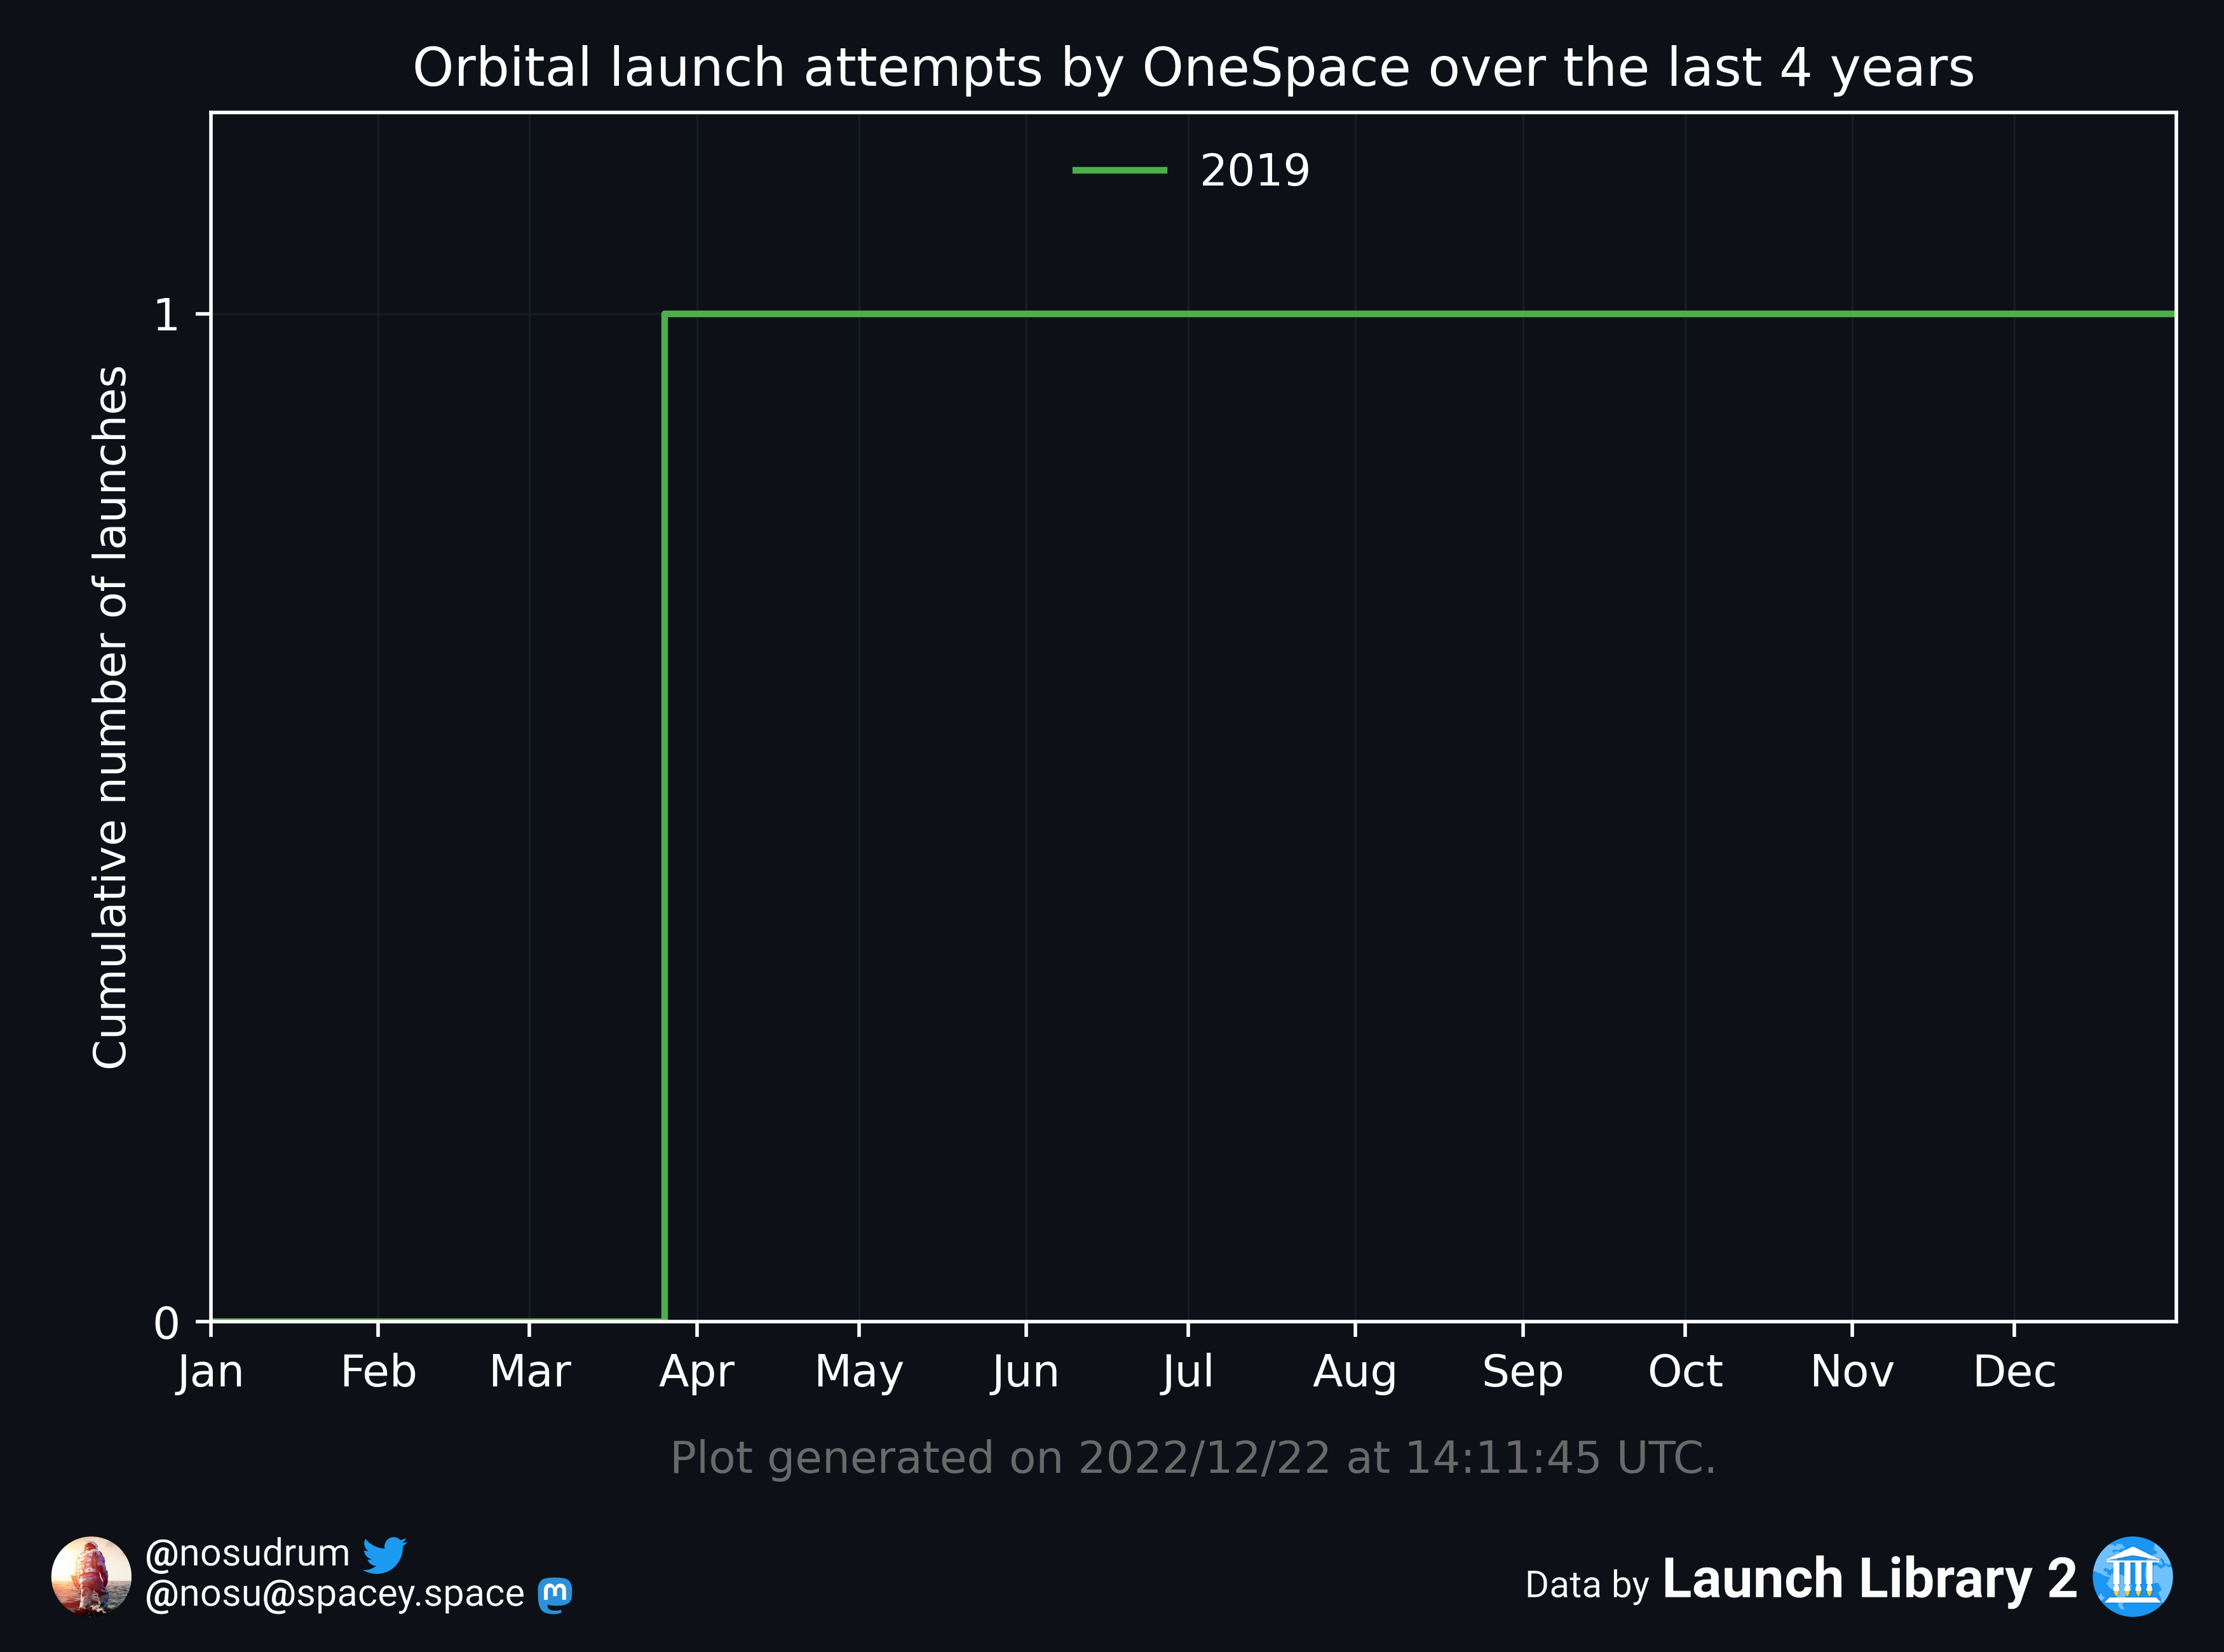 Orbital launch attempts by OneSpace over the last 4 years
2019
Cumulative number of launches
1
0
Jan Feb Mar Apr May Jun Jul Aug Sep Oct Nov Dec
Plot generated on 2022/12/22 at 14:11:45 UTC.
@nosudrum
@nosu@spacey.space
Data by Launch Library 2